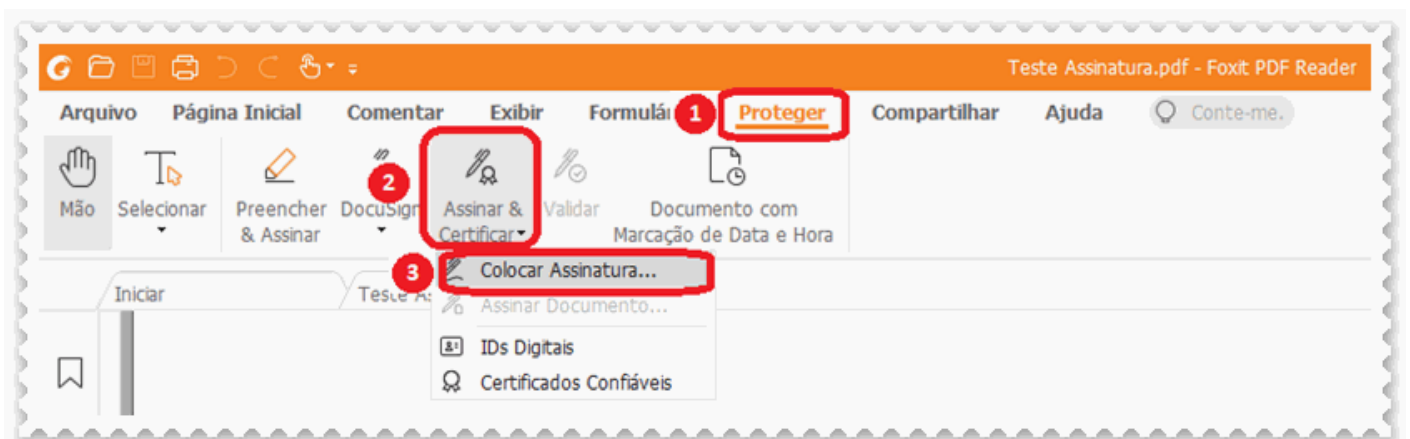 Teste Assinatura.pdf - Foxit PDF Reader
Arquivo Página Inicial Comentar Exibir 1 Proteger Compartilhar Ajuda Conte-me.
2
Mão Selecionar Preencher DocuSign Assinar & Validar Documento com
& Assinar Certificar Marcação de Data e Hora
3 Colocar Assinatura...
Iniciar Teste
Assinar Documento...
IDs Digitais
Certificados Confiáveis